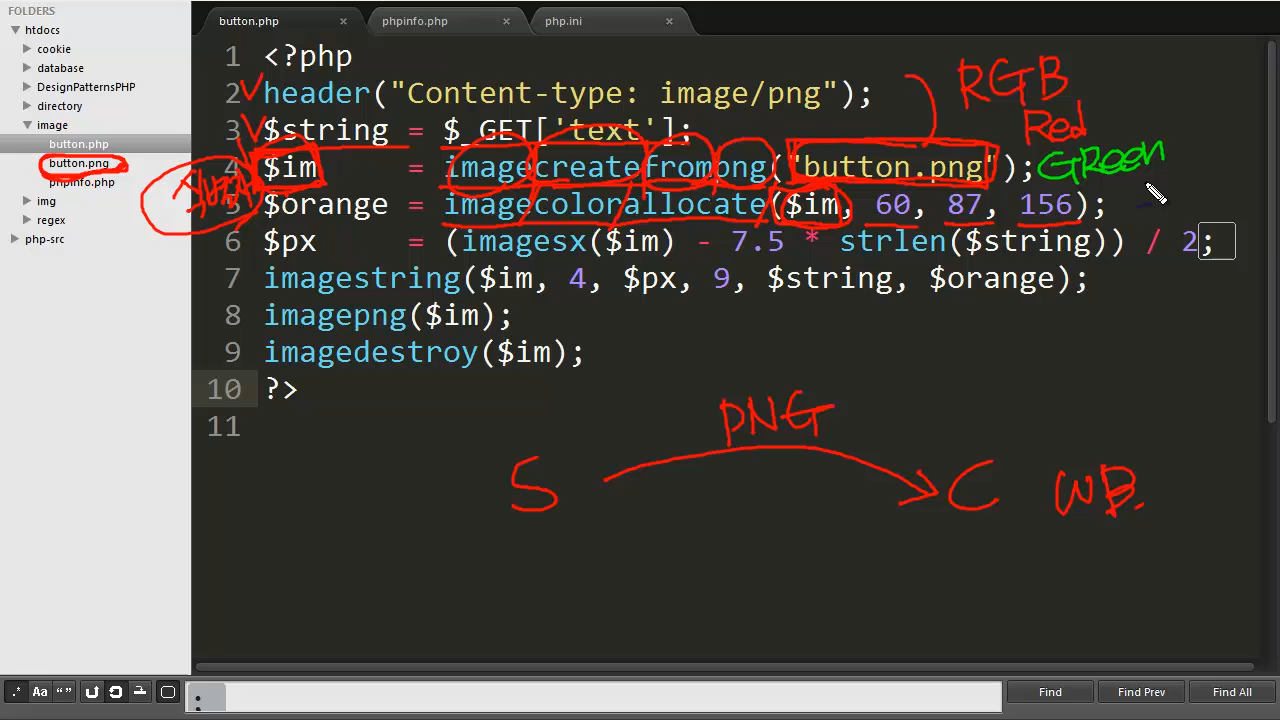 FOLDERS
htdocs
cookie
database
DesignPatternsPHP
directory
image
button.php
button.png
phpinfo.php
img
regex
php-src
button.php × phpinfo.php × php.ini ×
1 <?php
2 header("Content-type: image/png");
3 $string = $_GET['text'];
4 $im = imagecreatefrompng("button.png");
5 $orange = imagecolorallocate($im, 60, 87, 156);
6 $px = (imagesx($im) - 7.5 * strlen($string)) / 2;
7 imagestring($im, 4, $px, 9, $string, $orange);
8 imagepng($im);
9 imagedestroy($im);
10 ?>
11
RGB
Red
GReen
PNG
S C WB
.* Aa “” ; Find Find Prev Find All